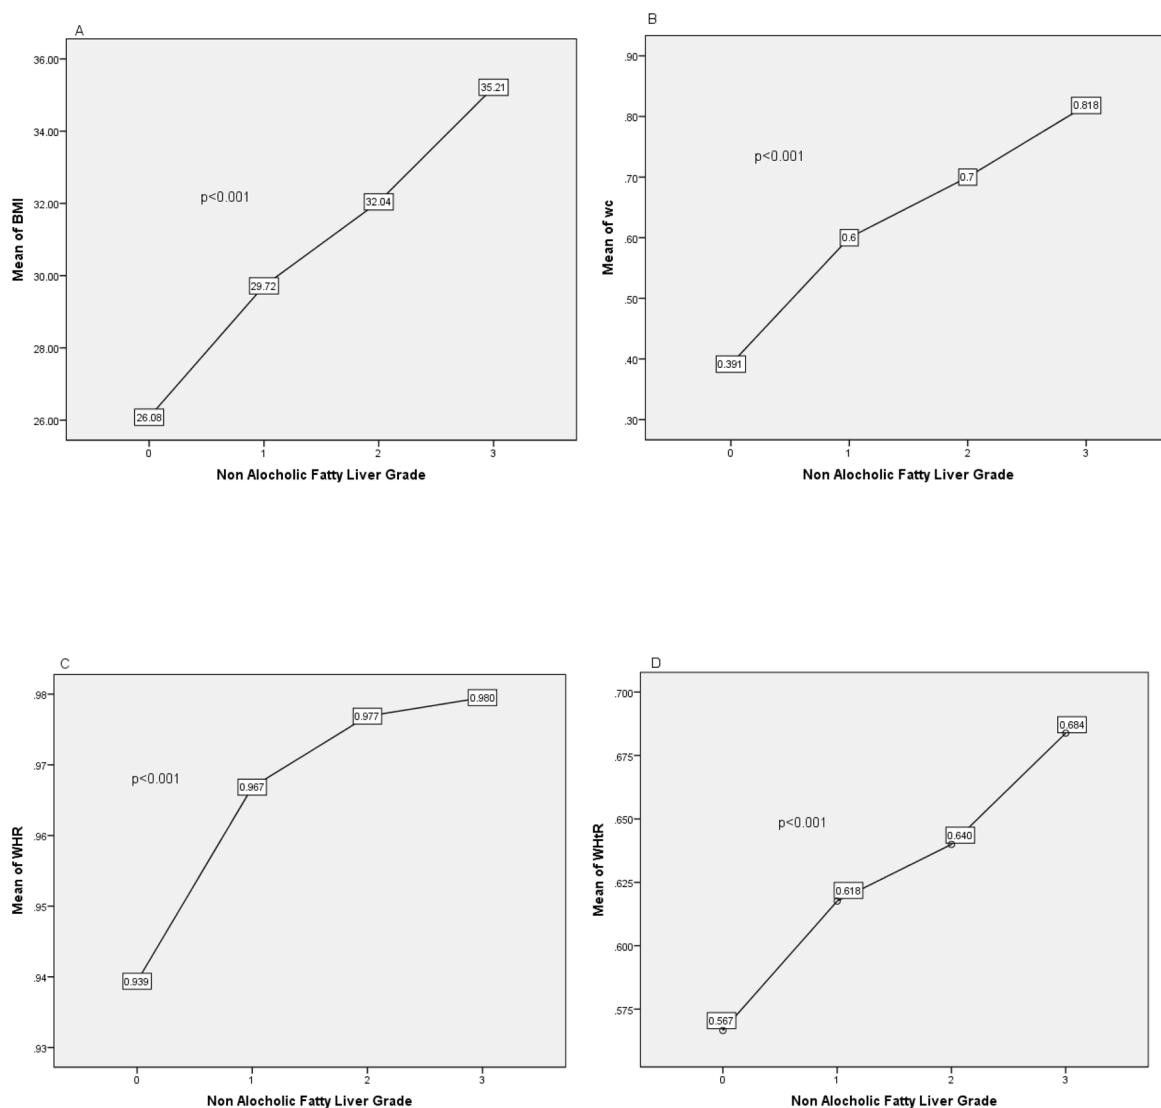 A
36.00
34.00
32.00
30.00
28.00
26.00
Mean of BMI
p<0.001
26.08
29.72
32.04
35.21
0 1 2 3
Non Alocholic Fatty Liver Grade
B
.90
.80
.70
.60
.50
.40
.30
Mean of wc
p<0.001
0.391
0.6
0.7
0.818
0 1 2 3
Non Alocholic Fatty Liver Grade
C
.98
.97
.96
.95
.94
.93
Mean of WHR
p<0.001
0.939
0.967
0.977
0.980
0 1 2 3
Non Alocholic Fatty Liver Grade
D
.700
.675
.650
.625
.600
.575
Mean of WHtR
p<0.001
0.567
0.618
0.640
0.684
0 1 2 3
Non Alocholic Fatty Liver Grade